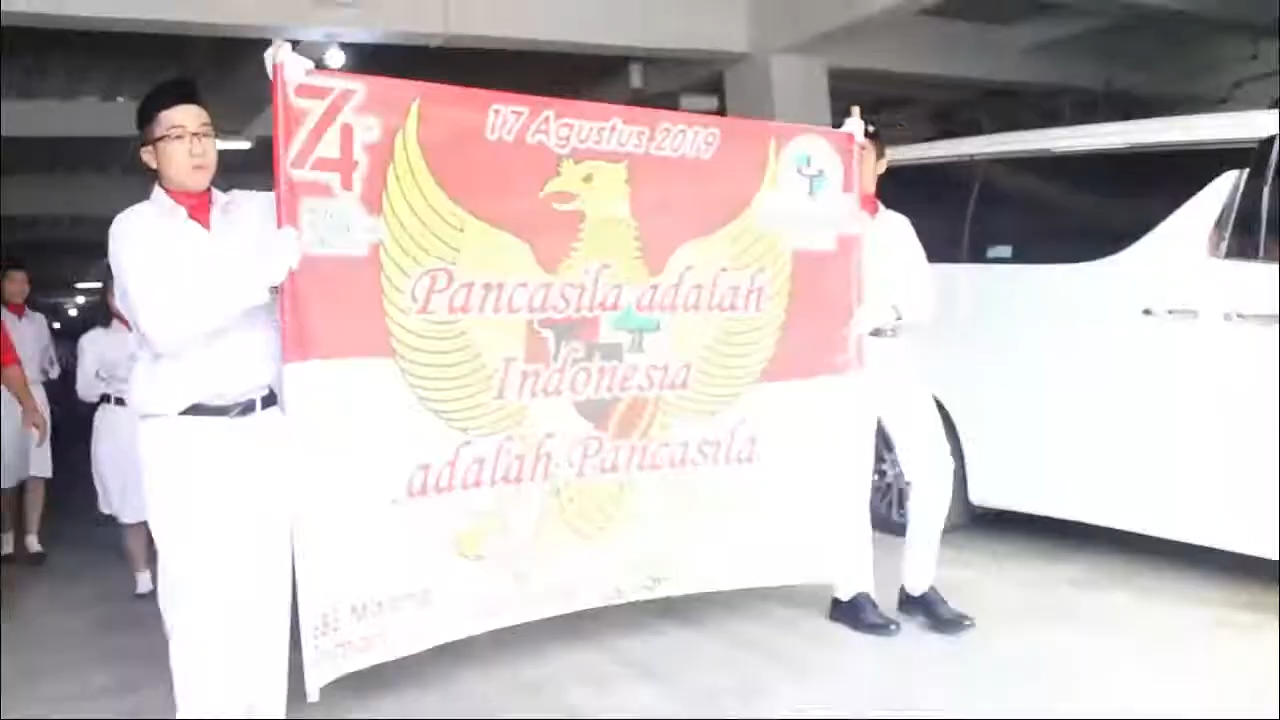 74
17 Agustus 2019
Pancasila adalah
Indonesia
adalah Pancasila